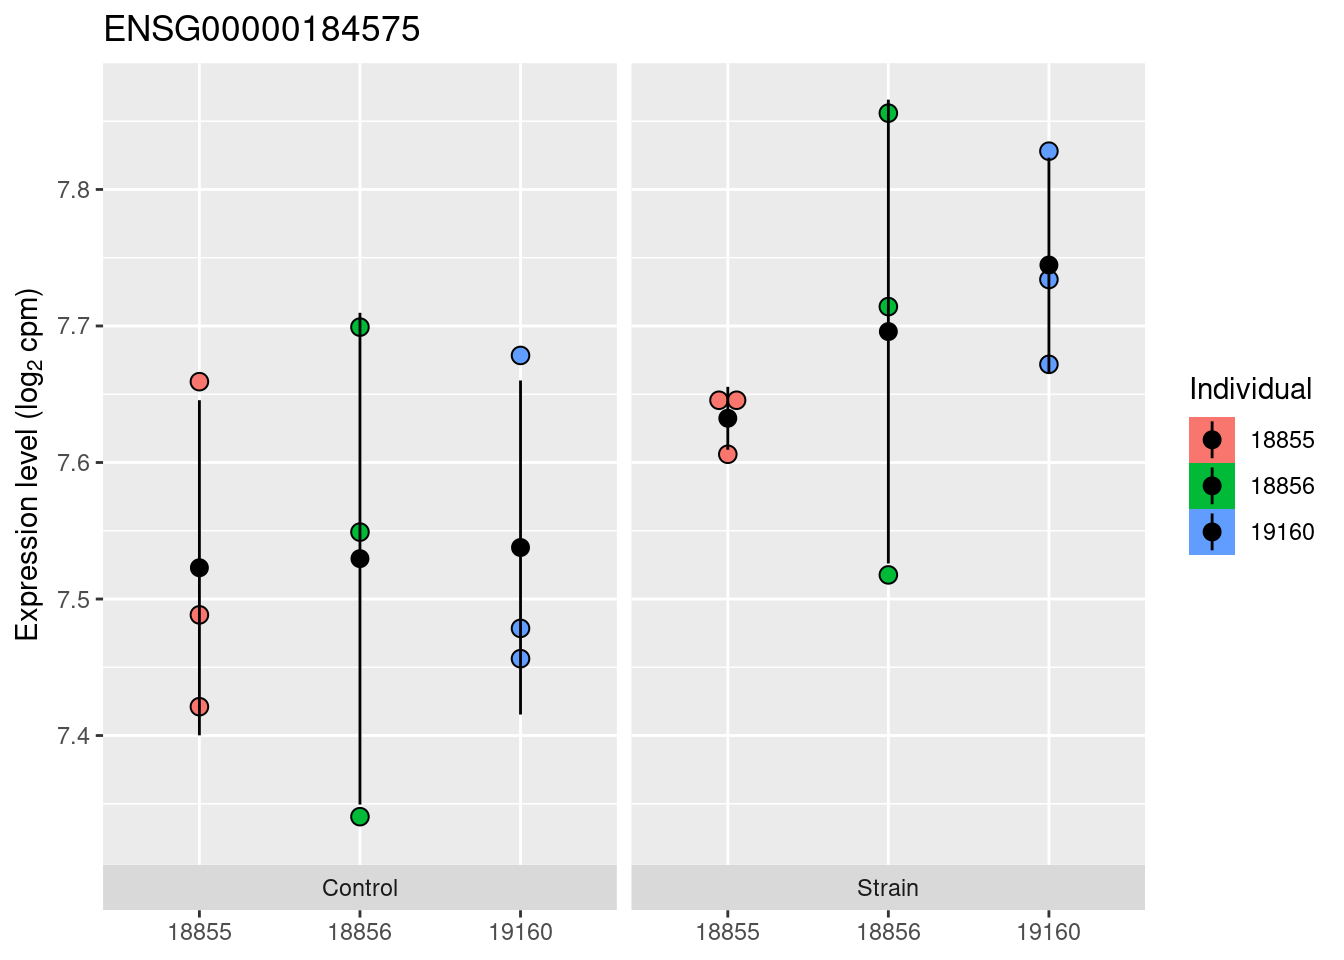 ENSG00000184575
Expression level (log₂ cpm)
7.8
7.7
7.6
7.5
7.4
Control
Strain
18855 18856 19160
18855 18856 19160
Individual
18855
18856
19160